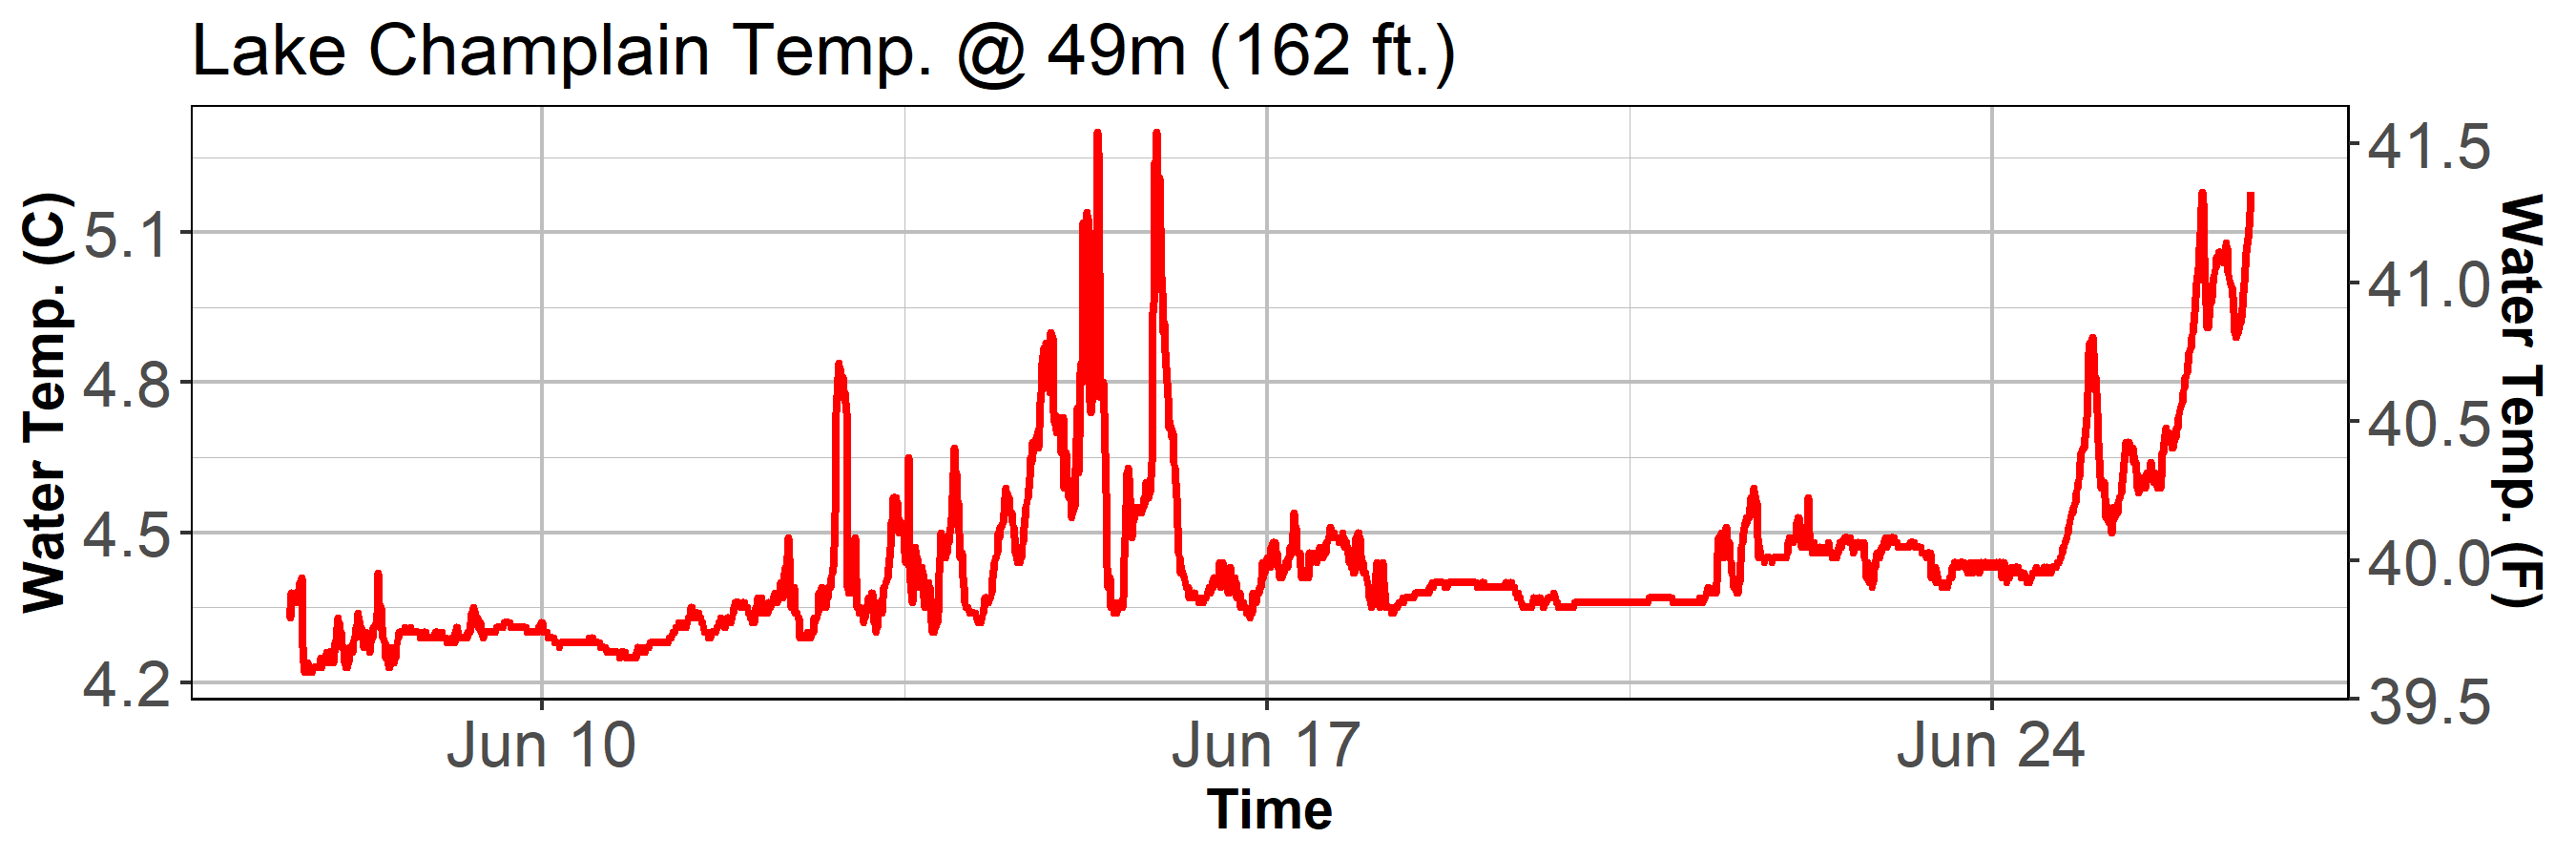 Lake Champlain Temp. @ 49m (162 ft.)
Water Temp. (C)
5.1
4.8
4.5
4.2
41.5
41.0
40.5
40.0
39.5
Water Temp. (F)
Jun 10
Jun 17
Jun 24
Time